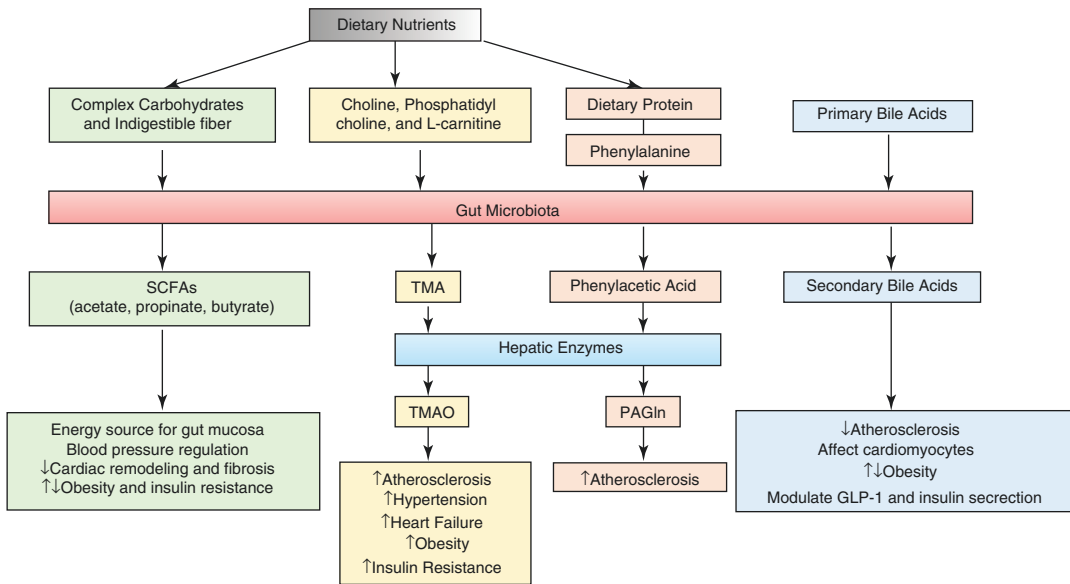 Dietary Nutrients
Complex Carbohydrates
and Indigestible fiber
Choline, Phosphatidyl
choline, and L-carnitine
Dietary Protein
Phenylalanine
Primary Bile Acids
Gut Microbiota
SCFAs
(acetate, propinate, butyrate)
TMA
Phenylacetic Acid
Secondary Bile Acids
Hepatic Enzymes
TMAO
PAGln
Energy source for gut mucosa
Blood pressure regulation
↓Cardiac remodeling and fibrosis
↑↓Obesity and insulin resistance
↑Atherosclerosis
↑Hypertension
↑Heart Failure
↑Obesity
↑Insulin Resistance
↑Atherosclerosis
↓Atherosclerosis
Affect cardiomyocytes
↑↓Obesity
Modulate GLP-1 and insulin secretion